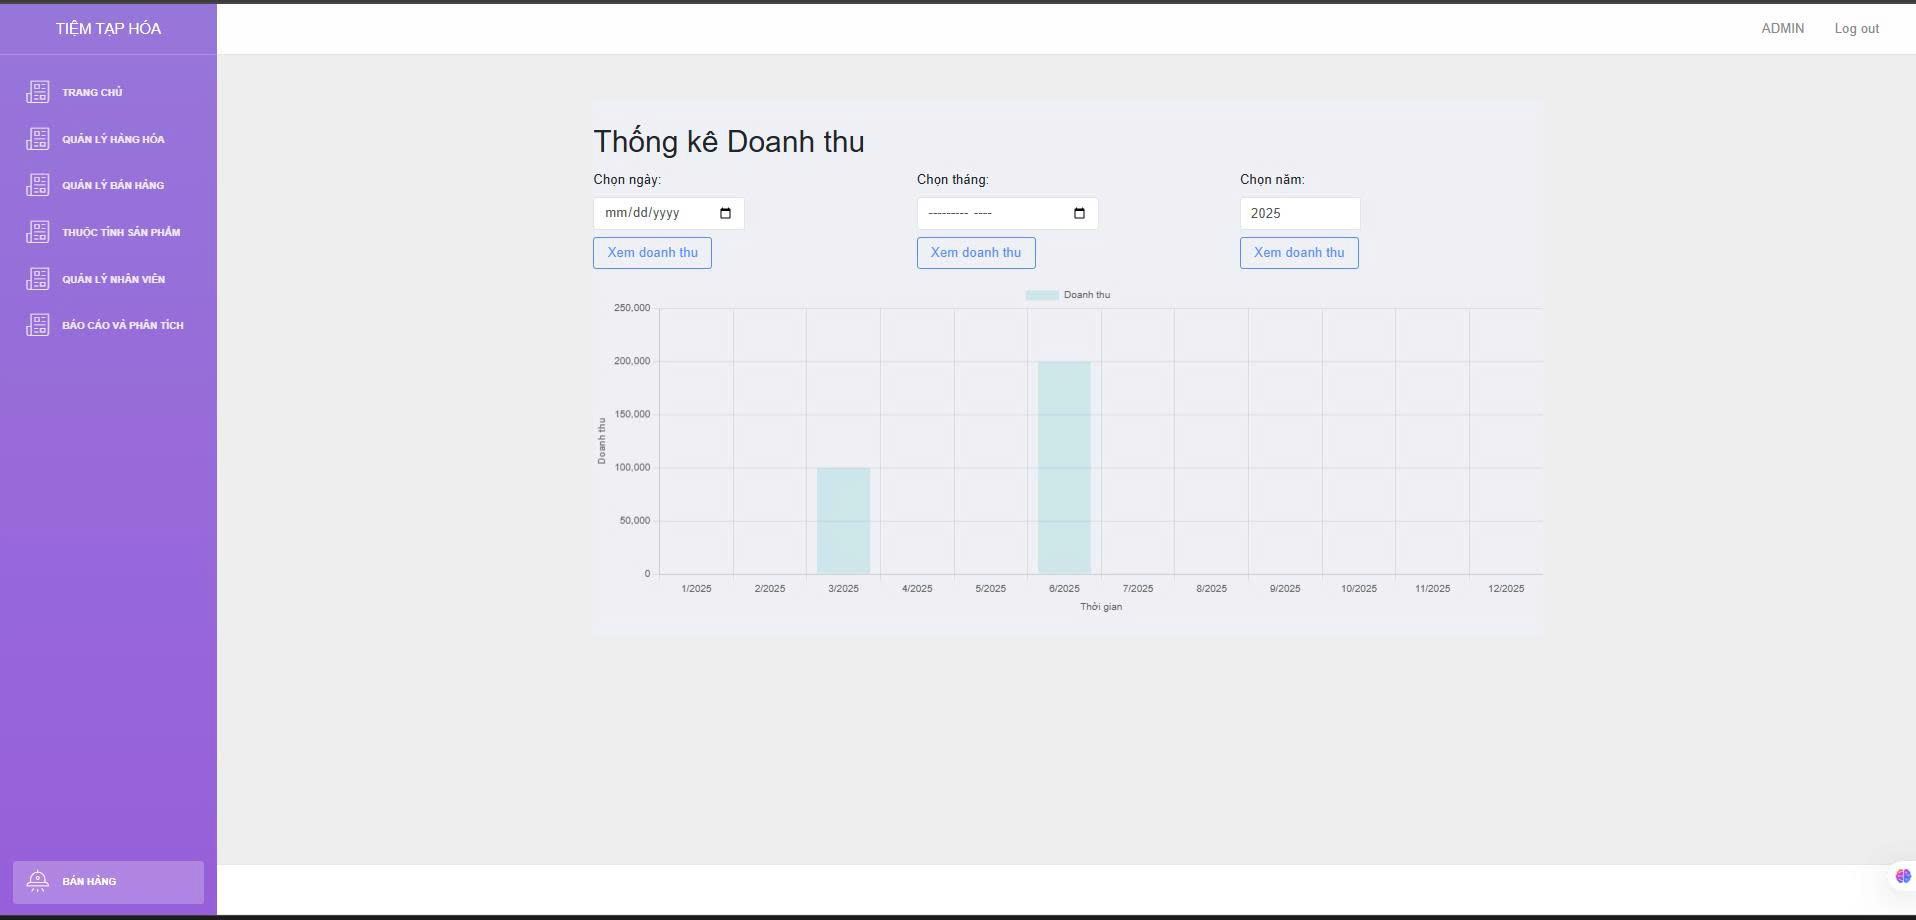 TIỆM TẠP HÓA
ADMIN
Log out
TRANG CHỦ
QUẢN LÝ HÀNG HÓA
QUẢN LÝ BÁN HÀNG
THUỘC TÍNH SẢN PHẨM
QUẢN LÝ NHÂN VIÊN
BÁO CÁO VÀ PHÂN TÍCH
BÁN HÀNG
Thống kê Doanh thu
Chọn ngày:
mm/dd/yyyy
Xem doanh thu
Chọn tháng:
--------- ----
Xem doanh thu
Chọn năm:
2025
Xem doanh thu
Doanh thu
250,000
200,000
150,000
100,000
50,000
0
Doanh thu
1/2025 2/2025 3/2025 4/2025 5/2025 6/2025 7/2025 8/2025 9/2025 10/2025 11/2025 12/2025
Thời gian